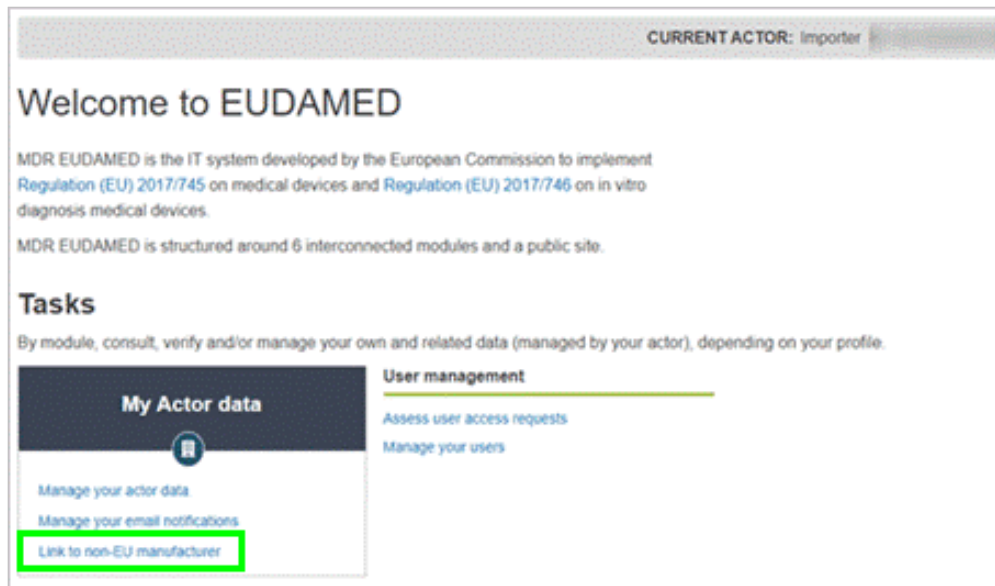 CURRENT ACTOR: Importer
Welcome to EUDAMED
MDR EUDAMED is the IT system developed by the European Commission to implement
Regulation (EU) 2017/745 on medical devices and Regulation (EU) 2017/746 on in vitro
diagnosis medical devices.
MDR EUDAMED is structured around 6 interconnected modules and a public site.
Tasks
By module, consult, verify and/or manage your own and related data (managed by your actor), depending on your profile.
My Actor data
Manage your actor data
Manage your email notifications
Link to non-EU manufacturer
User management
Assess user access requests
Manage your users